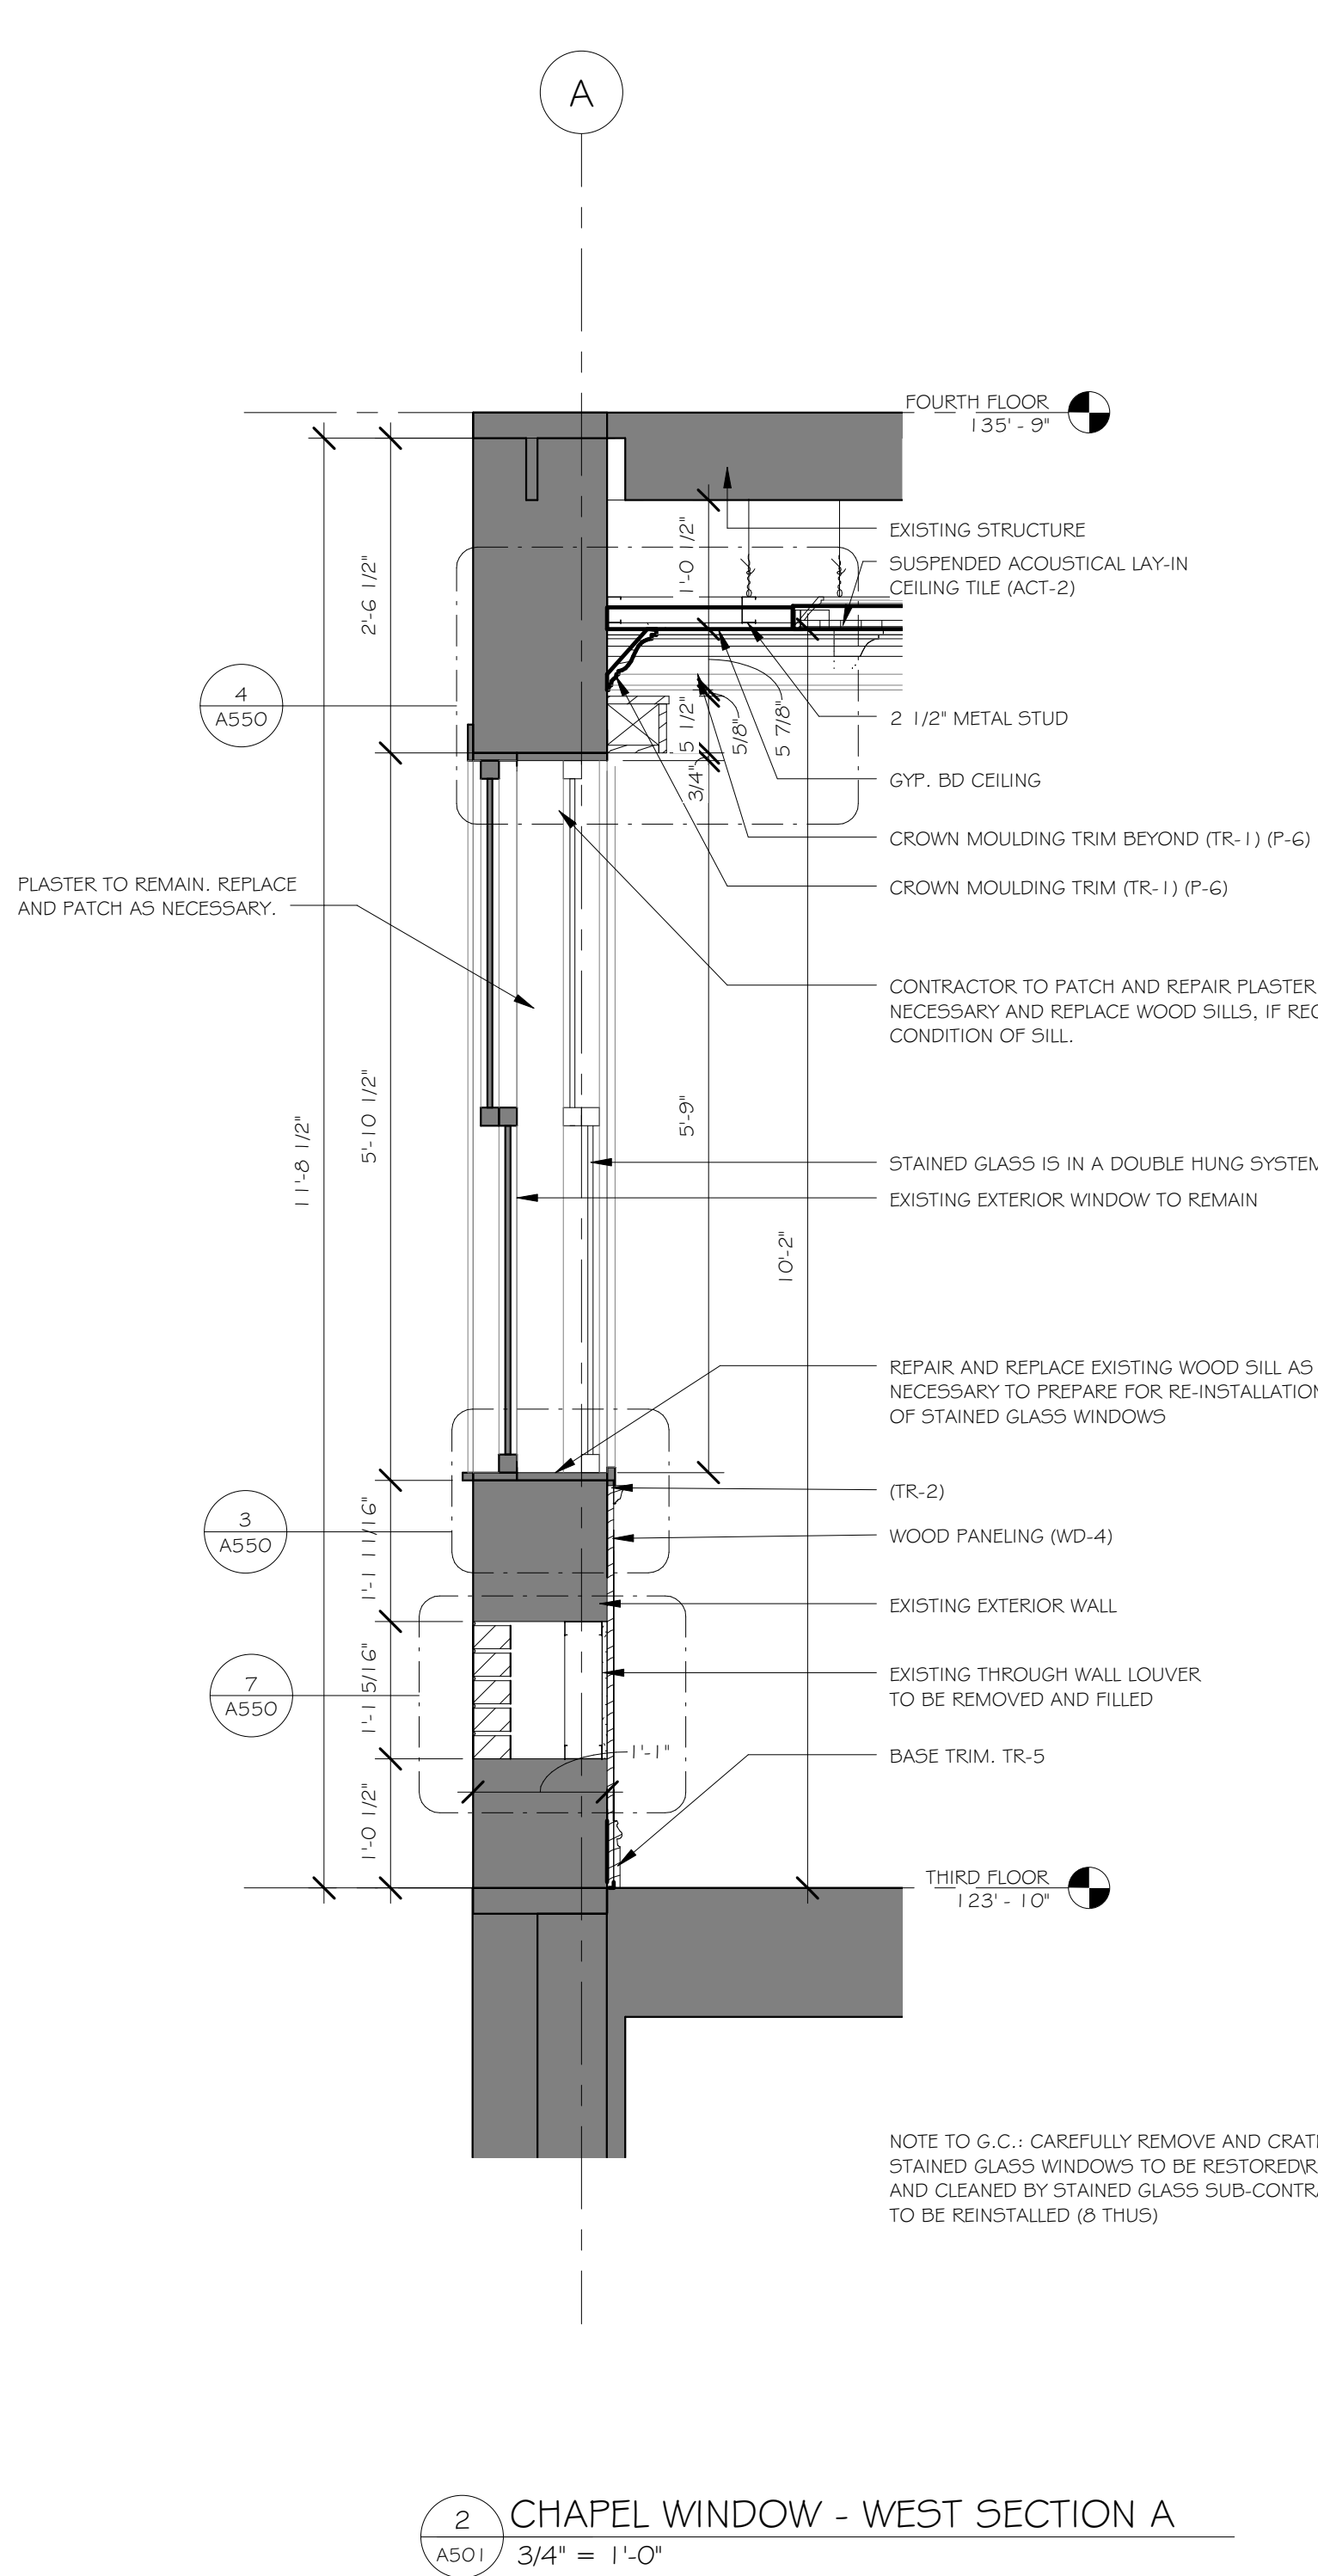 A
FOURTH FLOOR
135' - 9"
EXISTING STRUCTURE
SUSPENDED ACOUSTICAL LAY-IN
CEILING TILE (ACT-2)
1'-0 1/2"
2'-6 1/2"
4
A550
2 1/2" METAL STUD
5 1/2"
5/8"
5 7/8"
3/4"
GYP. BD CEILING
CROWN MOULDING TRIM BEYOND (TR-1) (P-6)
CROWN MOULDING TRIM (TR-1) (P-6)
PLASTER TO REMAIN. REPLACE
AND PATCH AS NECESSARY.
CONTRACTOR TO PATCH AND REPAIR PLASTER
NECESSARY AND REPLACE WOOD SILLS, IF REQ
CONDITION OF SILL.
11'-8 1/2"
5'-10 1/2"
5'-9"
10'-2"
STAINED GLASS IS IN A DOUBLE HUNG SYSTEM
EXISTING EXTERIOR WINDOW TO REMAIN
REPAIR AND REPLACE EXISTING WOOD SILL AS
NECESSARY TO PREPARE FOR RE-INSTALLATION
OF STAINED GLASS WINDOWS
(TR-2)
3
A550
1'-1 11/16"
WOOD PANELING (WD-4)
EXISTING EXTERIOR WALL
7
A550
1'-1 5/16"
EXISTING THROUGH WALL LOUVER
TO BE REMOVED AND FILLED
1'-1"
BASE TRIM. TR-5
1'-0 1/2"
THIRD FLOOR
123' - 10"
NOTE TO G.C.: CAREFULLY REMOVE AND CRATE
STAINED GLASS WINDOWS TO BE RESTORED\R
AND CLEANED BY STAINED GLASS SUB-CONTRA
TO BE REINSTALLED (8 THUS)
2
A501
CHAPEL WINDOW - WEST SECTION A
3/4" = 1'-0"